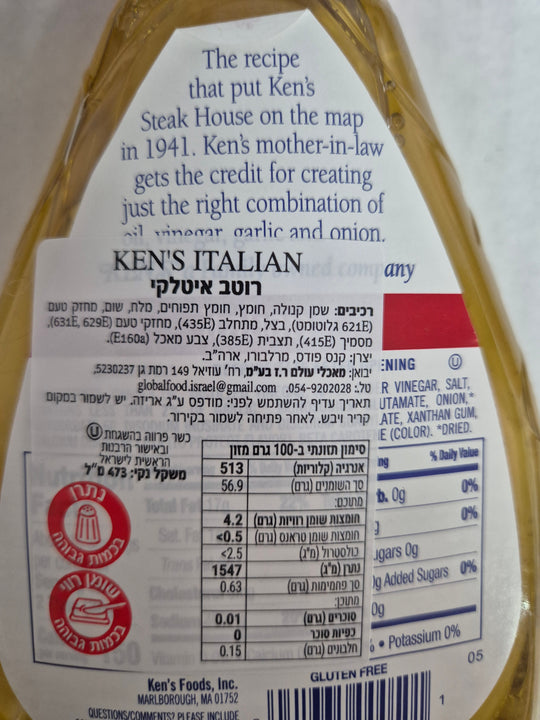 The recipe
that put Ken's
Steak House on the map
in 1941. Ken's mother-in-law
gets the credit for creating
just the right combination of
oil, vinegar, garlic and onion.
any
KEN'S ITALIAN
רוטב איטלקי
רכיבים: שמן קנולה, חומץ, חומץ תפוחים, מלח, שום, מחזק טעם
(621E גלוטומט), בצל, מתחלב (435E), מחזקי טעם (631E, 629E),
מסמיך (415E), תצבית (385E), צבע מאכל (E160a).
יצרן: קנס פודס, מרלבורו, ארה"ב.
יבואן: מאכלי עולם ר.ז בע"מ, רח' עוזיאל 149 רמת גן 5230237,
טל: 054-9202028. globalfood.israel@gmail.com
תאריך עדיף להשתמש לפני: מודפס ע"ג אריזה. יש לשמור במקום
קריר ויבש. לאחר פתיחה לשמור בקירור.
כשר פרווה בהשגחת U
ובאישור הרבנות
הראשית לישראל
משקל נקי: 473 מ"ל
נתרן
בכמות גבוהה
שומן רווי
בכמות גבוהה
סימון תזונתי ב-100 גרם מזון
אנרגיה (קלוריות) 513
סך השומנים (גרם) 56.9
מתוכם:
חומצות שומן רוויות (גרם) 4.2
חומצות שומן טראנס (גרם) <0.5
כולסטרול (מ"ג) <2.5
נתרן (מ"ג) 1547
סך פחמימות (גרם) 0.63
מתוכן:
סוכרים (גרם) 0.01
כפיות סוכר 0
חלבונים (גרם) 0.15
ENING U
R VINEGAR, SALT,
UTAMATE, ONION,*
ATE, XANTHAN GUM,
E (COLOR). *DRIED.
ng % Daily Value
b. 0g 0%
g 0%
ugars 0g
g Added Sugars 0%
0g
% • Potassium 0%
05
GLUTEN FREE
Ken's Foods, Inc.
MARLBOROUGH, MA 01752
QUESTIONS/COMMENTS? PLEASE INCLUDE
1